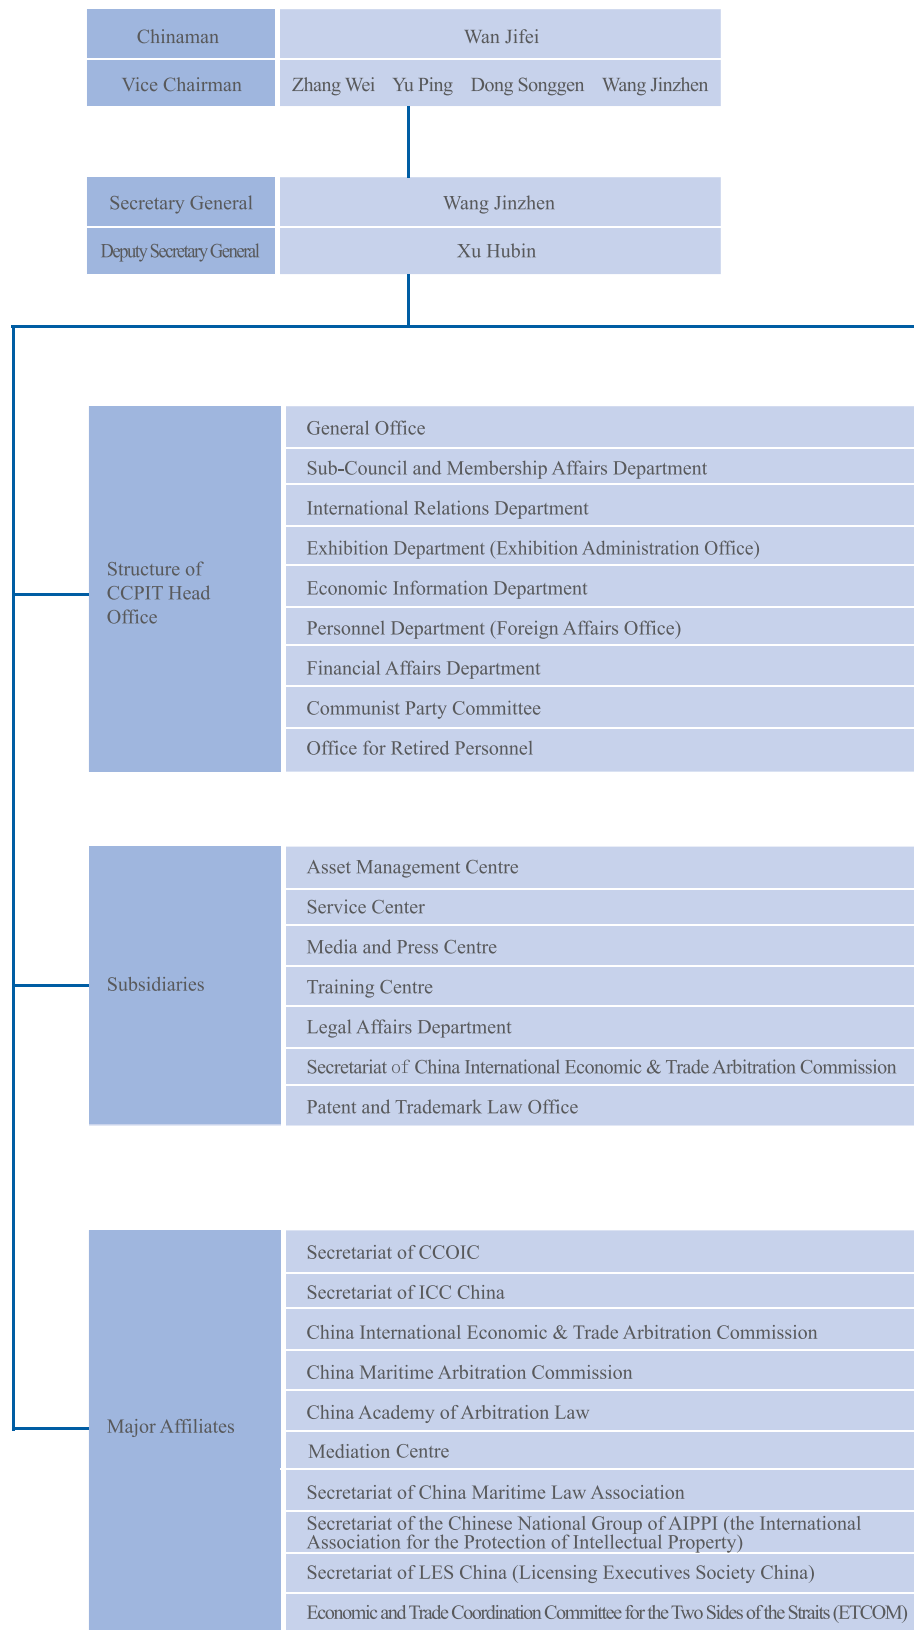 Chinaman
Wan Jifei
Vice Chairman
Zhang Wei Yu Ping Dong Songgen Wang Jinzhen
Secretary General
Wang Jinzhen
Deputy Secretary General
Xu Hubin
Structure of
CCPIT Head
Office
General Office
Sub-Council and Membership Affairs Department
International Relations Department
Exhibition Department (Exhibition Administration Office)
Economic Information Department
Personnel Department (Foreign Affairs Office)
Financial Affairs Department
Communist Party Committee
Office for Retired Personnel
Subsidiaries
Asset Management Centre
Service Center
Media and Press Centre
Training Centre
Legal Affairs Department
Secretariat of China International Economic & Trade Arbitration Commission
Patent and Trademark Law Office
Major Affiliates
Secretariat of CCOIC
Secretariat of ICC China
China International Economic & Trade Arbitration Commission
China Maritime Arbitration Commission
China Academy of Arbitration Law
Mediation Centre
Secretariat of China Maritime Law Association
Secretariat of the Chinese National Group of AIPPI (the International
Association for the Protection of Intellectual Property)
Secretariat of LES China (Licensing Executives Society China)
Economic and Trade Coordination Committee for the Two Sides of the Straits (ETCOM)